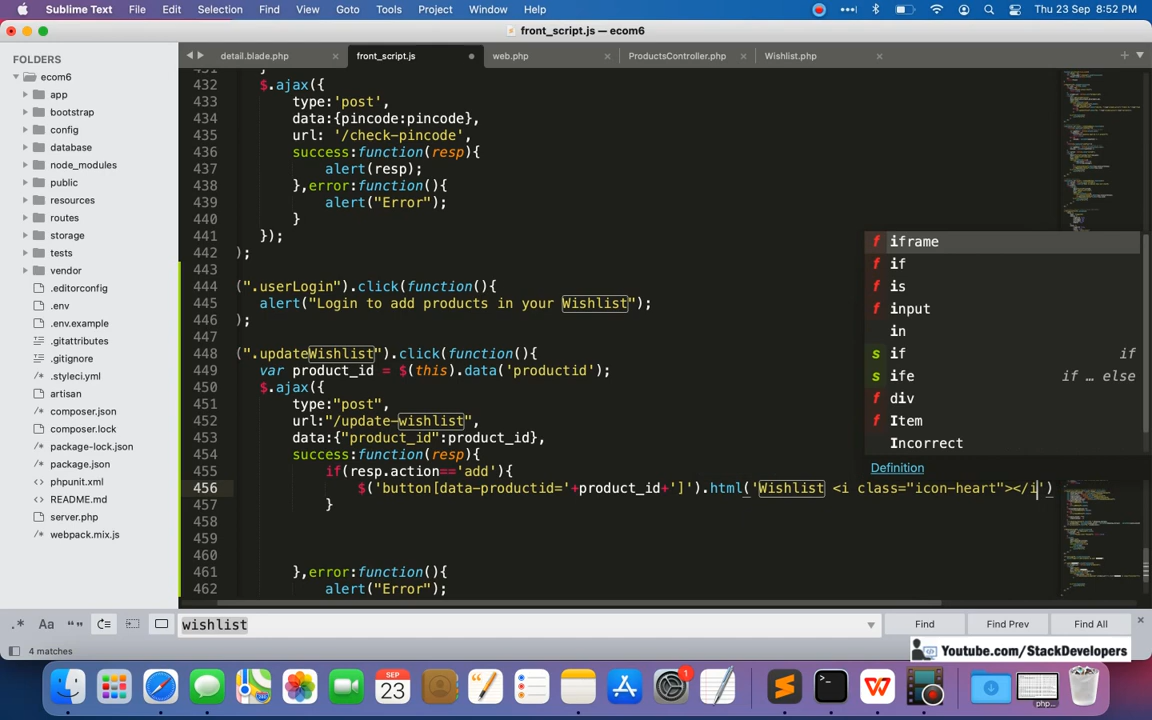 Sublime Text File Edit Selection Find View Goto Tools Project Window Help Thu 23 Sep 8:52 PM
front_script.js — ecom6
FOLDERS
ecom6
app
bootstrap
config
database
node_modules
public
resources
routes
storage
tests
vendor
.editorconfig
.env
.env.example
.gitattributes
.gitignore
.styleci.yml
artisan
composer.json
composer.lock
package-lock.json
package.json
phpunit.xml
README.md
server.php
webpack.mix.js
detail.blade.php front_script.js web.php ProductsController.php Wishlist.php
431 }
432 $.ajax({
433 type:'post',
434 data:{pincode:pincode},
435 url: '/check-pincode',
436 success:function(resp){
437 alert(resp);
438 },error:function(){
439 alert("Error");
440 }
441 });
442 );
443
444 (".userLogin").click(function(){
445 alert("Login to add products in your Wishlist");
446 );
447
448 (".updateWishlist").click(function(){
449 var product_id = $(this).data('productid');
450 $.ajax({
451 type:"post",
452 url:"/update-wishlist",
453 data:{"product_id":product_id},
454 success:function(resp){
455 if(resp.action=='add'){
456 $('button[data-productid='+product_id+']').html('Wishlist <i class="icon-heart"></i')
457 }
458
459
460
461 },error:function(){
462 alert("Error");
f iframe
f if
f is
f input
in
s if if
s ife if … else
f div
f Item
Incorrect
Definition
.* Aa “” wishlist Find Find Prev Find All
4 matches
Youtube.com/StackDevelopers
SEP
23
1
php...